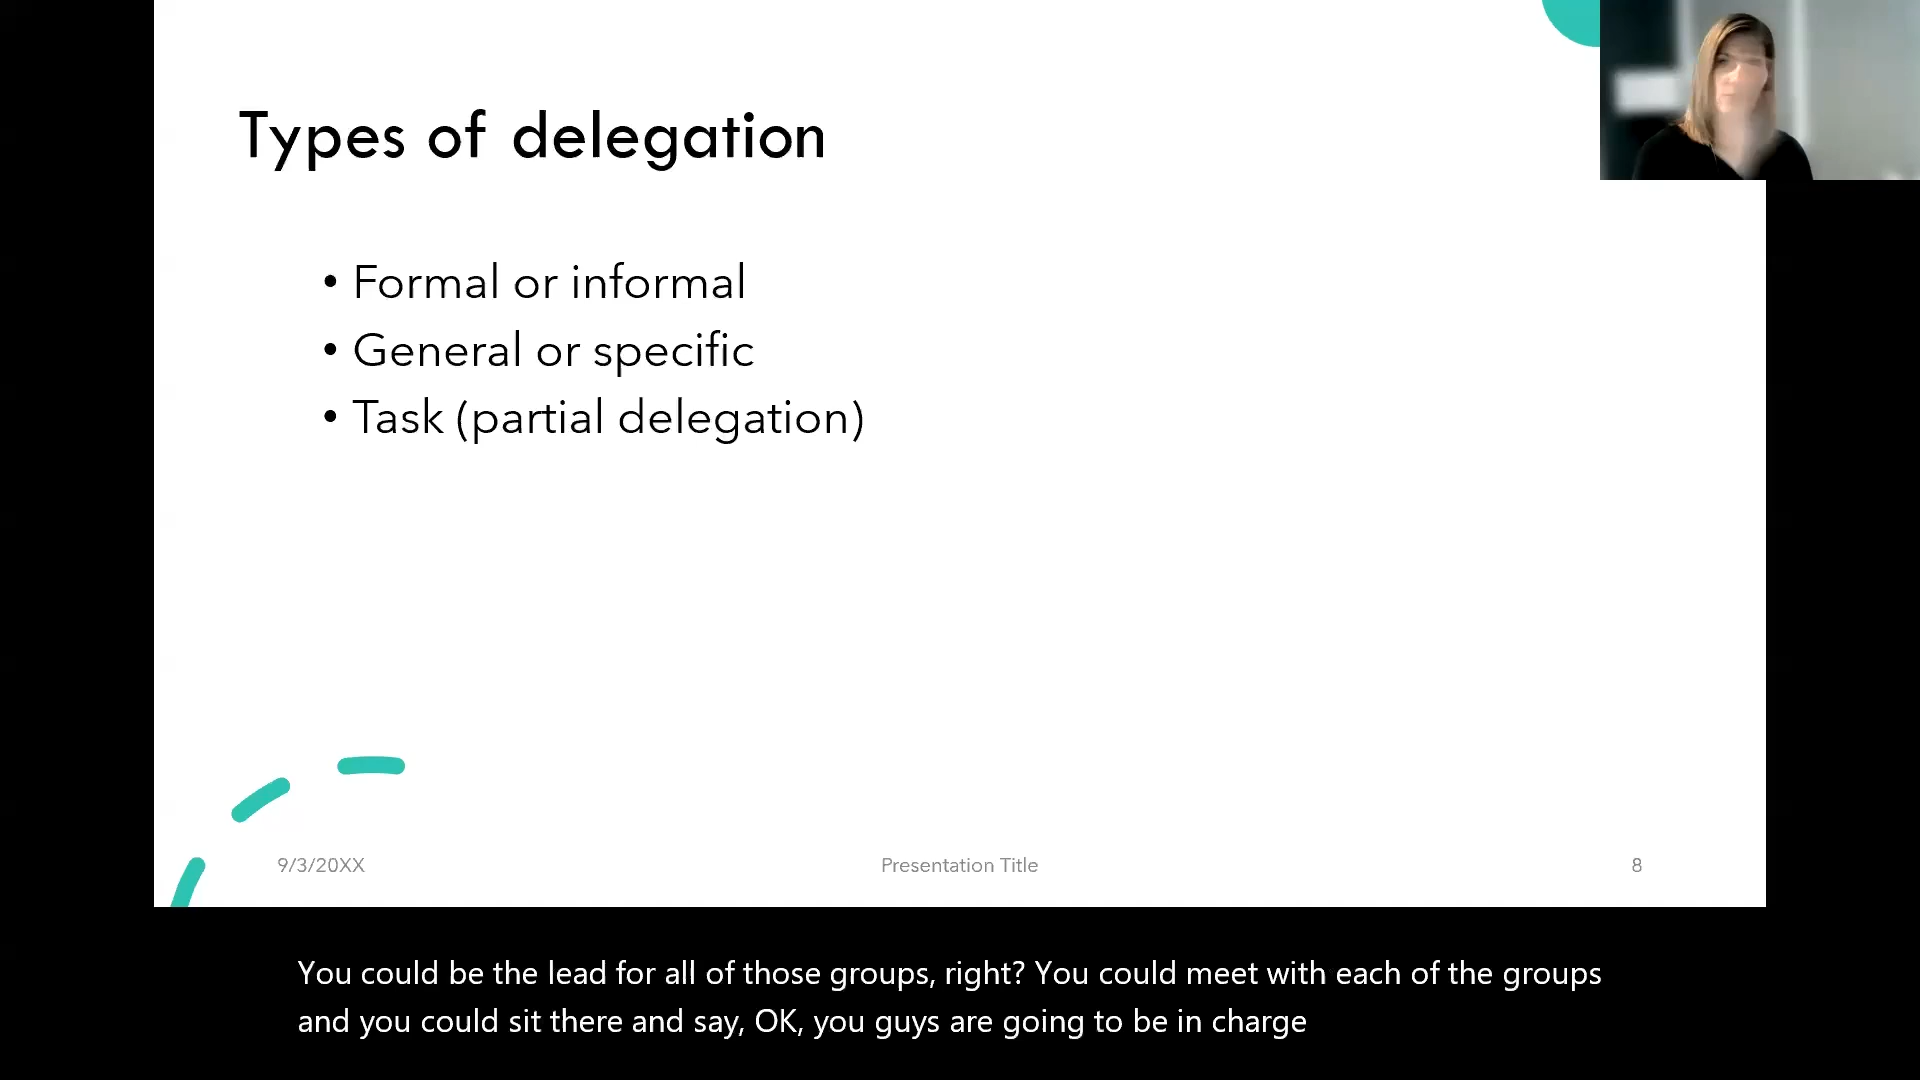 Types of delegation
• Formal or informal
• General or specific
• Task (partial delegation)
9/3/20XX
Presentation Title
8
You could be the lead for all of those groups, right? You could meet with each of the groups
and you could sit there and say, OK, you guys are going to be in charge